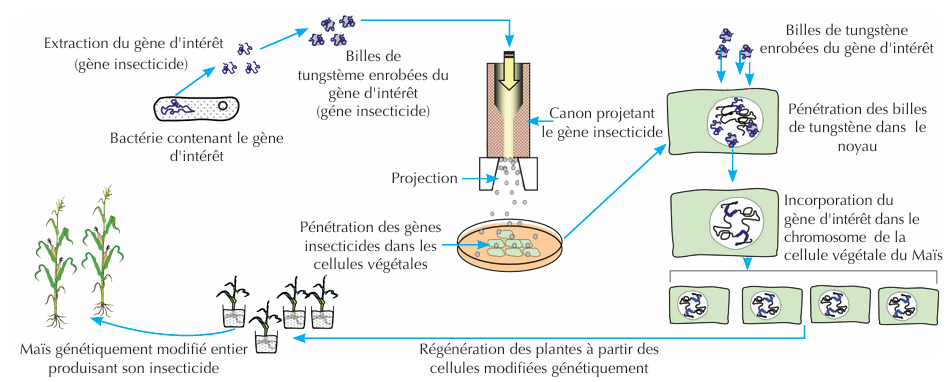 Extraction du gène d'intérêt
(gène insecticide)
Billes de
tungstème enrobées du
gène d'intérêt
(géne insecticide)
Bactérie contenant le gène
d'intérêt
Canon projetant
le gène insecticide
Projection
Pénétration des gènes
insecticides dans les
cellules végétales
Billes de tungstène
enrobées du gène d'intérêt
Pénétration des billes
de tungstène dans le
noyau
Incorporation du
gène d'intérêt dans le
chromosome de la
cellule végétale du Maïs
Régénération des plantes à partir des
cellules modifiées génétiquement
Maïs génétiquement modifié entier
produisant son insecticide